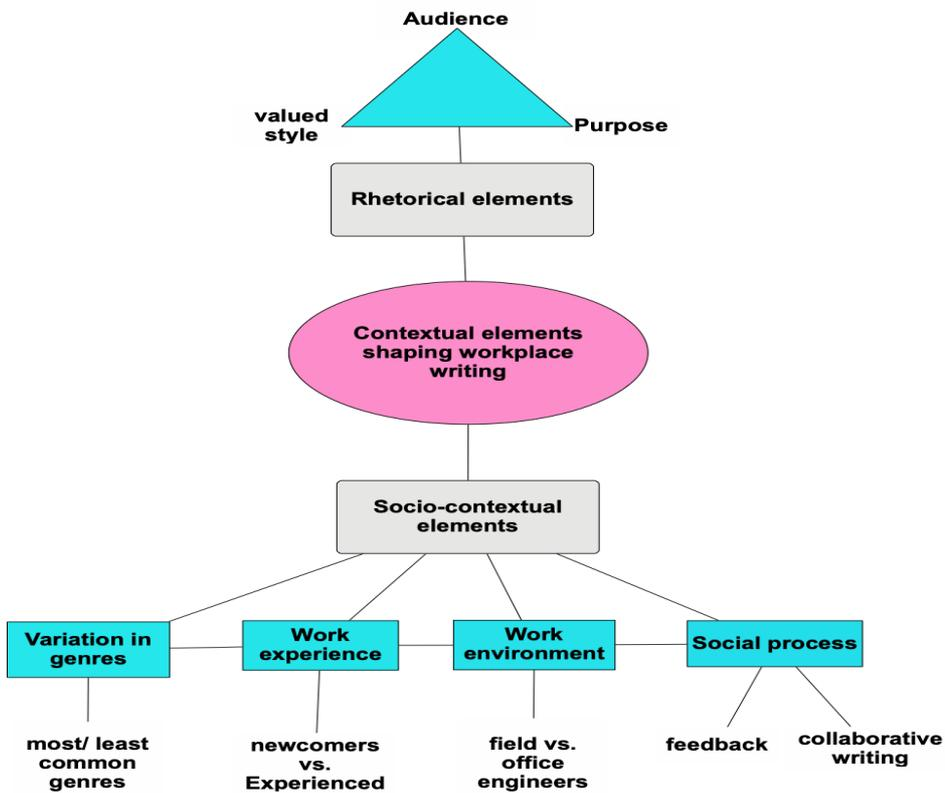 Audience
valued
style
Purpose
Rhetorical elements
Contextual elements
shaping workplace
writing
Socio-contextual
elements
Variation in
genres
Work
experience
Work
environment
Social process
most/ least
common
genres
newcomers
vs.
Experienced
field vs.
office
engineers
feedback
collaborative
writing